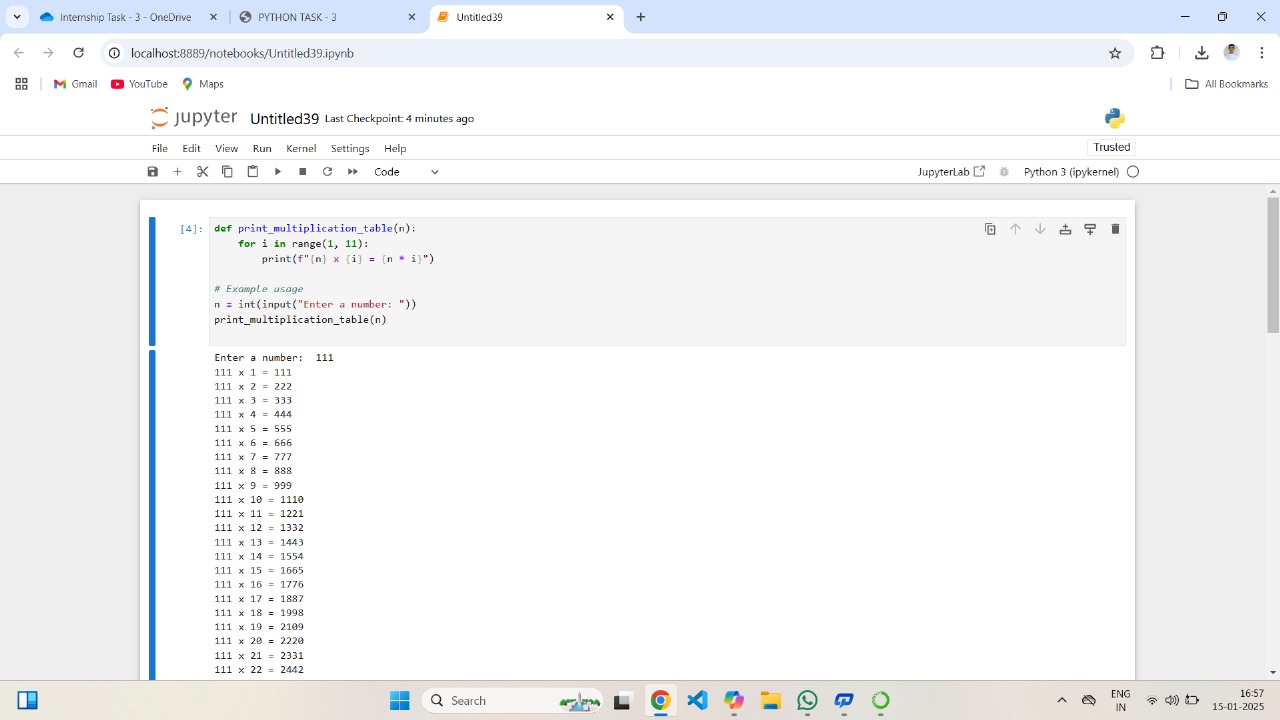 Internship Task - 3 - OneDrive
PYTHON TASK - 3
Untitled39
localhost:8889/notebooks/Untitled39.ipynb
Gmail
YouTube
Maps
All Bookmarks
jupyter Untitled39 Last Checkpoint: 4 minutes ago
File Edit View Run Kernel Settings Help
Trusted
Code
JupyterLab
Python 3 (ipykernel)
[4]:
def print_multiplication_table(n):
    for i in range(1, 11):
        print(f"{n} x {i} = {n * i}")
# Example usage
n = int(input("Enter a number: "))
print_multiplication_table(n)
Enter a number:  111
111 x 1 = 111
111 x 2 = 222
111 x 3 = 333
111 x 4 = 444
111 x 5 = 555
111 x 6 = 666
111 x 7 = 777
111 x 8 = 888
111 x 9 = 999
111 x 10 = 1110
111 x 11 = 1221
111 x 12 = 1332
111 x 13 = 1443
111 x 14 = 1554
111 x 15 = 1665
111 x 16 = 1776
111 x 17 = 1887
111 x 18 = 1998
111 x 19 = 2109
111 x 20 = 2220
111 x 21 = 2331
111 x 22 = 2442
Search
ENG
IN
16:57
15-01-2025